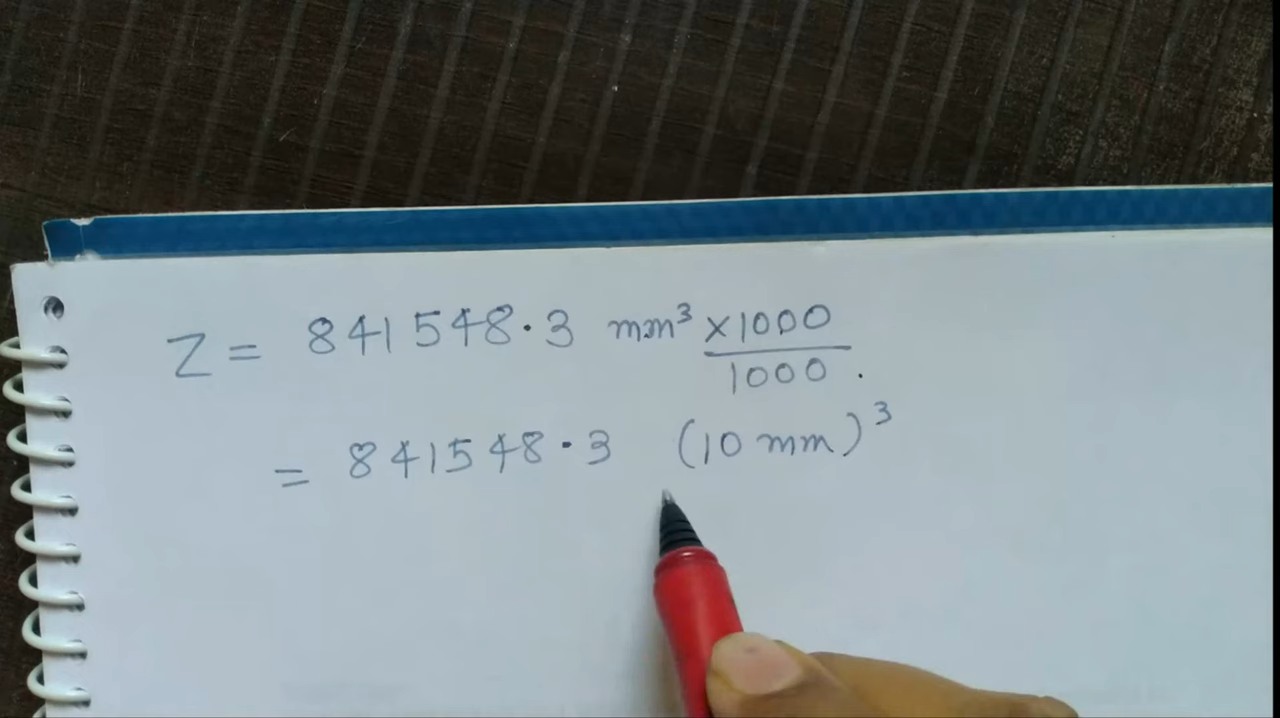 Z = 841548.3 mm³ ×1000/1000.
= 841548.3 (10 mm)³